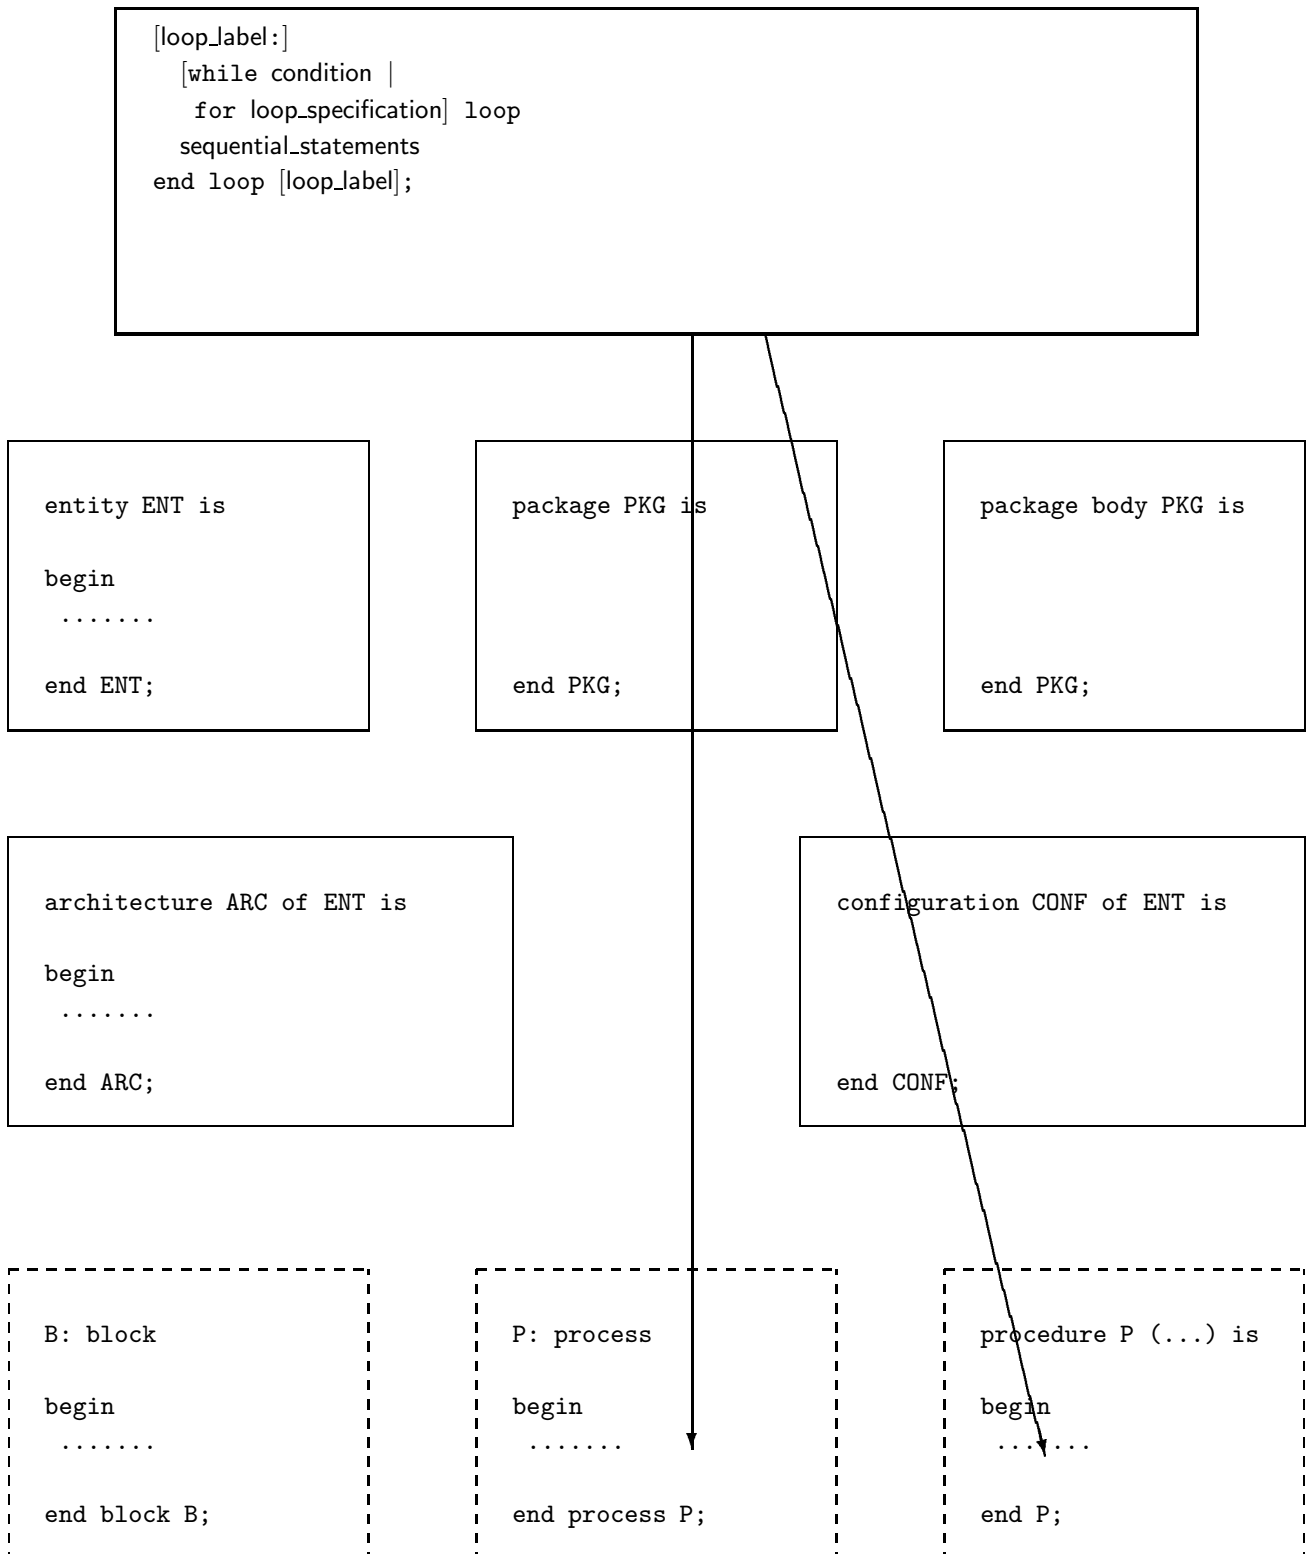 [loop_label:]
[while condition |
for loop_specification] loop
sequential_statements
end loop [loop_label];
entity ENT is
begin
.......
end ENT;
package PKG is
end PKG;
package body PKG is
end PKG;
architecture ARC of ENT is
begin
.......
end ARC;
configuration CONF of ENT is
end CONF;
B: block
begin
.......
end block B;
P: process
begin
.......
end process P;
procedure P (...) is
begin
.......
end P;